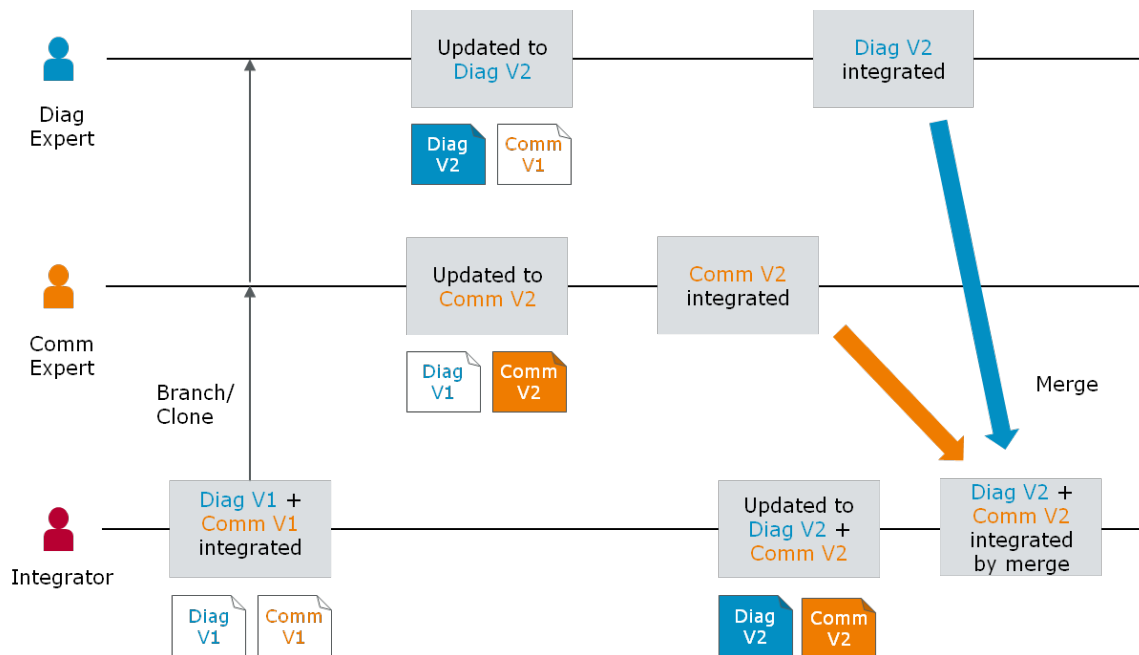 Updated to
Diag V2
Diag V2
integrated
Diag
Expert
Diag
V2
Comm
V1
Updated to
Comm V2
Comm V2
integrated
Comm
Expert
Diag
V1
Comm
V2
Branch/
Clone
Merge
Diag V1 +
Comm V1
integrated
Updated to
Diag V2 +
Comm V2
Diag V2 +
Comm V2
integrated
by merge
Integrator
Diag
V1
Comm
V1
Diag
V2
Comm
V2